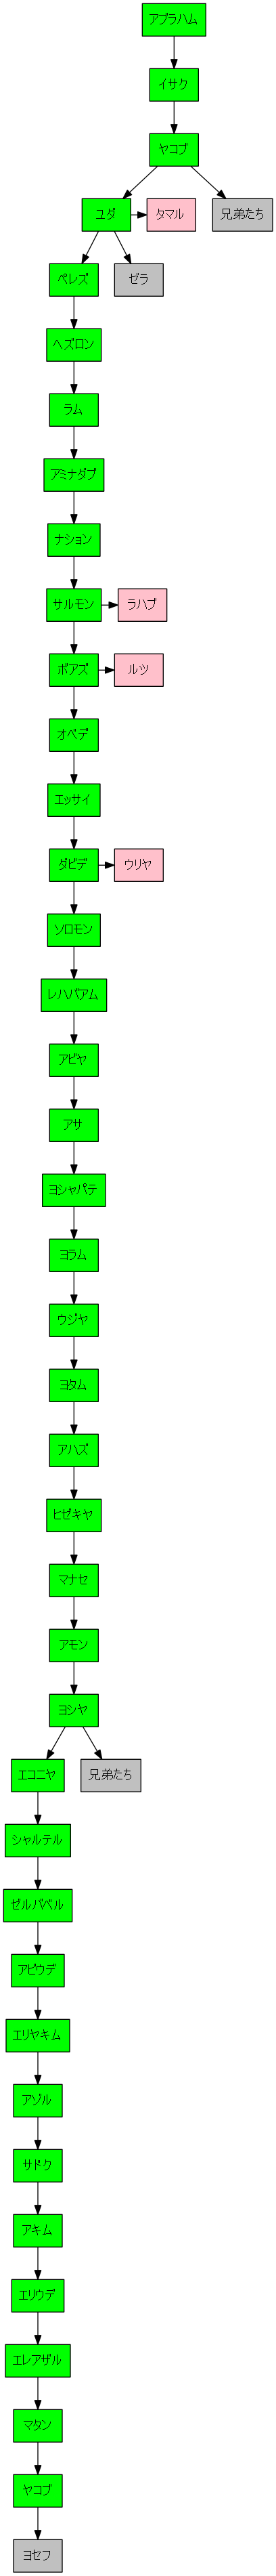 アブラハム
イサク
ヤコブ
ユダ
タマル
兄弟たち
ペレズ
ゼラ
ヘズロン
ラム
アミナダブ
ナション
サルモン
ラハブ
ボアズ
ルツ
オベデ
エッサイ
ダビデ
ウリヤ
ソロモン
レハバアム
アビヤ
アサ
ヨシャパテ
ヨラム
ウジヤ
ヨタム
アハズ
ヒゼキヤ
マナセ
アモン
ヨシヤ
エコニヤ
兄弟たち
シャルテル
ゼルバベル
アビウデ
エリヤキム
アゾル
サドク
アキム
エリウデ
エレアザル
マタン
ヤコブ
ヨセフ